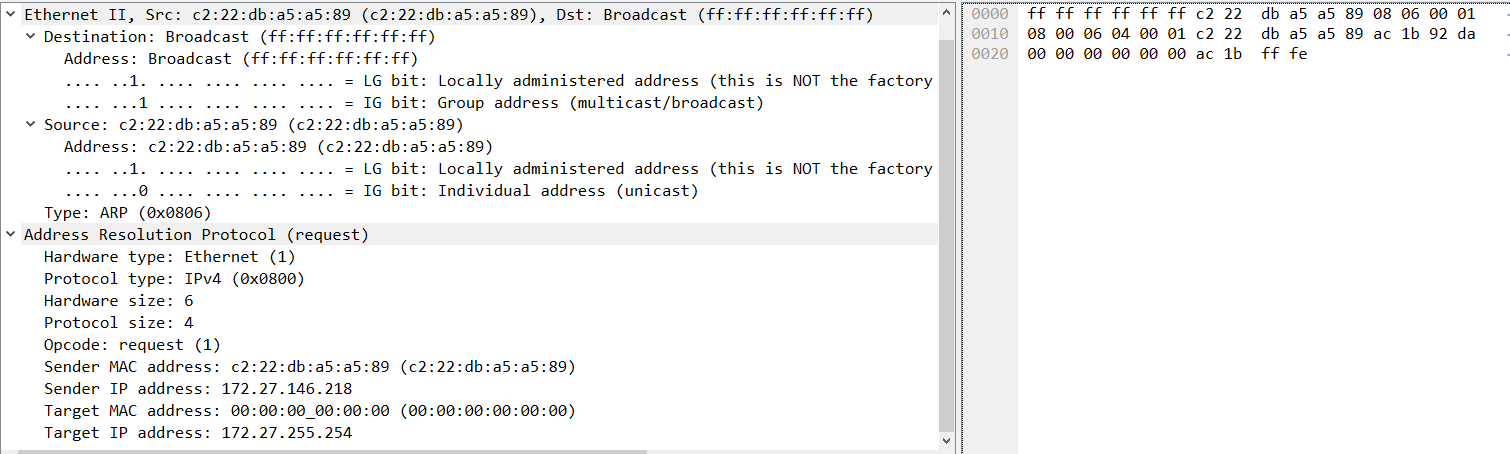 Ethernet II, Src: c2:22:db:a5:a5:89 (c2:22:db:a5:a5:89), Dst: Broadcast (ff:ff:ff:ff:ff:ff)
Destination: Broadcast (ff:ff:ff:ff:ff:ff)
Address: Broadcast (ff:ff:ff:ff:ff:ff)
.... ..1. .... .... .... .... = LG bit: Locally administered address (this is NOT the factory
.... ...1 .... .... .... .... = IG bit: Group address (multicast/broadcast)
Source: c2:22:db:a5:a5:89 (c2:22:db:a5:a5:89)
Address: c2:22:db:a5:a5:89 (c2:22:db:a5:a5:89)
.... ..1. .... .... .... .... = LG bit: Locally administered address (this is NOT the factory
.... ...0 .... .... .... .... = IG bit: Individual address (unicast)
Type: ARP (0x0806)
Address Resolution Protocol (request)
Hardware type: Ethernet (1)
Protocol type: IPv4 (0x0800)
Hardware size: 6
Protocol size: 4
Opcode: request (1)
Sender MAC address: c2:22:db:a5:a5:89 (c2:22:db:a5:a5:89)
Sender IP address: 172.27.146.218
Target MAC address: 00:00:00_00:00:00 (00:00:00:00:00:00)
Target IP address: 172.27.255.254
0000 ff ff ff ff ff ff c2 22 db a5 a5 89 08 06 00 01
0010 08 00 06 04 00 01 c2 22 db a5 a5 89 ac 1b 92 da
0020 00 00 00 00 00 00 ac 1b ff fe